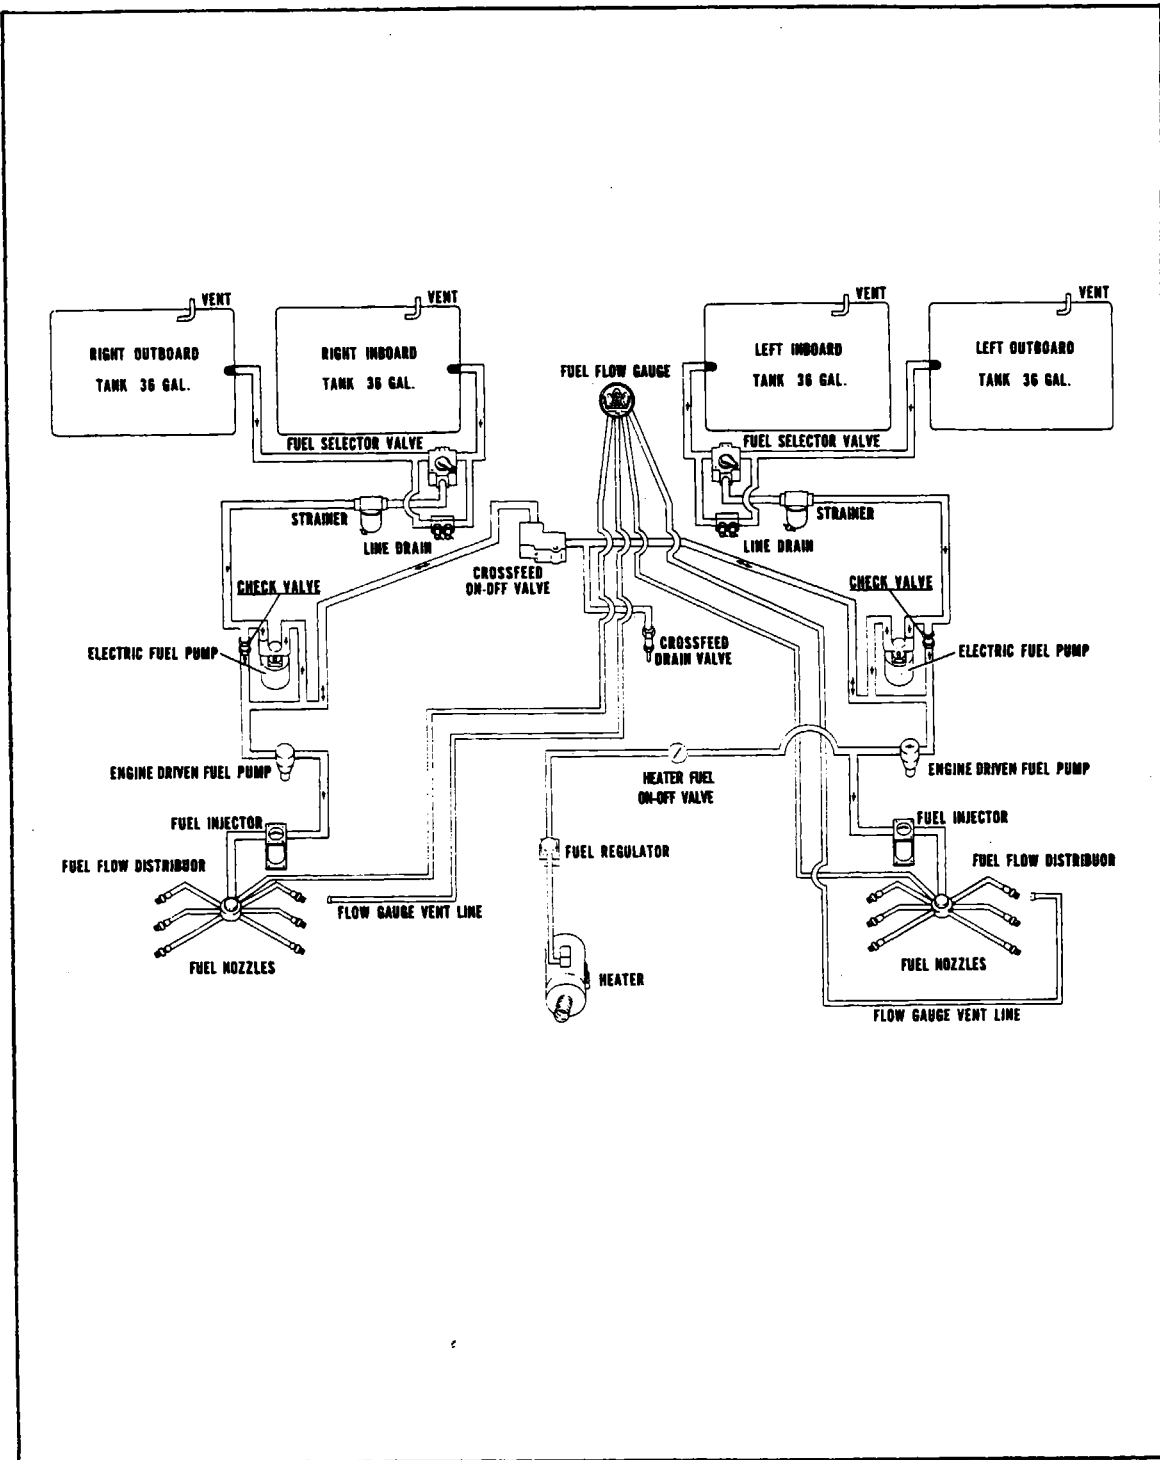 VENT
VENT
VENT
VENT
RIGHT OUTBOARD
TANK 36 GAL.
RIGHT INBOARD
TANK 36 GAL.
LEFT INBOARD
TANK 36 GAL.
LEFT OUTBOARD
TANK 36 GAL.
FUEL FLOW GAUGE
FUEL SELECTOR VALVE
FUEL SELECTOR VALVE
STRAINER
STRAINER
LINE DRAIN
LINE DRAIN
CROSSFEED
ON-OFF VALVE
CHECK VALVE
CHECK VALVE
CROSSFEED
DRAIN VALVE
ELECTRIC FUEL PUMP
ELECTRIC FUEL PUMP
ENGINE DRIVEN FUEL PUMP
HEATER FUEL
ON-OFF VALVE
ENGINE DRIVEN FUEL PUMP
FUEL INJECTOR
FUEL INJECTOR
FUEL REGULATOR
FUEL FLOW DISTRIBUOR
FUEL FLOW DISTRIBUOR
FLOW GAUGE VENT LINE
FUEL NOZZLES
FUEL NOZZLES
HEATER
FLOW GAUGE VENT LINE